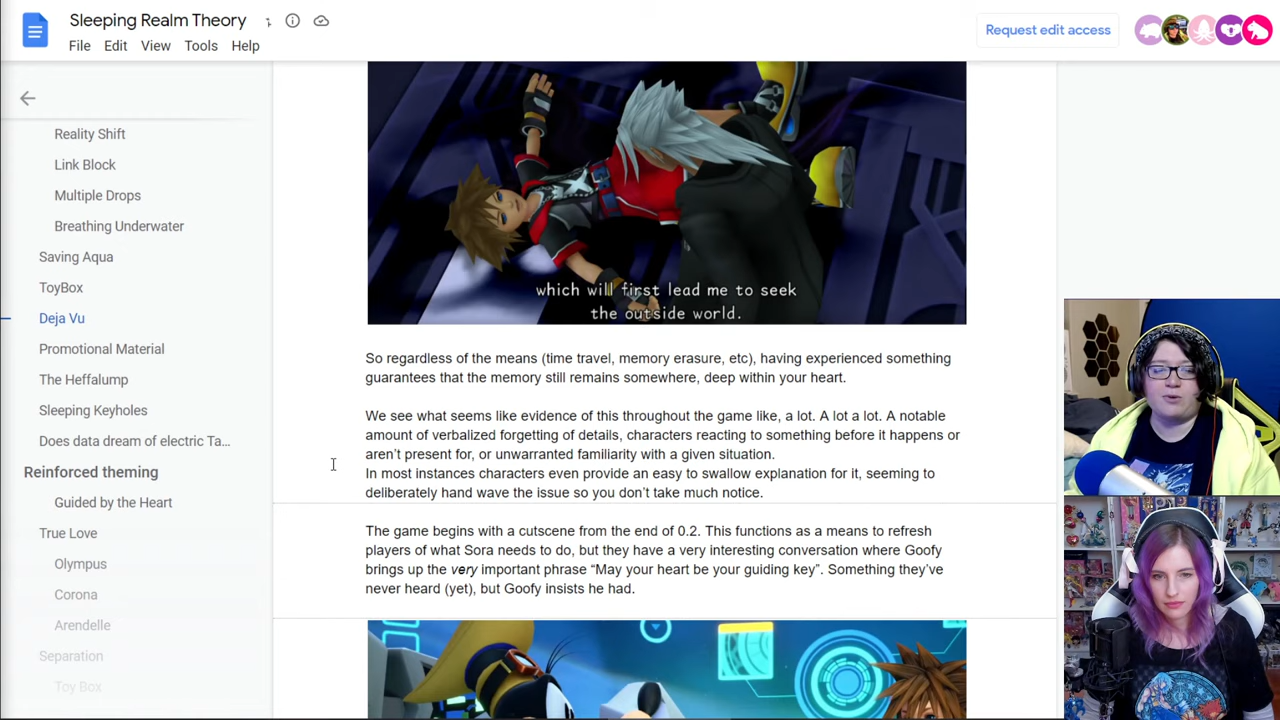 Sleeping Realm Theory
File Edit View Tools Help
Request edit access
Reality Shift
Link Block
Multiple Drops
Breathing Underwater
Saving Aqua
ToyBox
Deja Vu
Promotional Material
The Heffalump
Sleeping Keyholes
Does data dream of electric Ta...
Reinforced theming
Guided by the Heart
True Love
Olympus
Corona
Arendelle
Separation
Toy Box
which will first lead me to seek
the outside world.
So regardless of the means (time travel, memory erasure, etc), having experienced something
guarantees that the memory still remains somewhere, deep within your heart.
We see what seems like evidence of this throughout the game like, a lot. A lot a lot. A notable
amount of verbalized forgetting of details, characters reacting to something before it happens or
aren’t present for, or unwarranted familiarity with a given situation.
In most instances characters even provide an easy to swallow explanation for it, seeming to
deliberately hand wave the issue so you don’t take much notice.
The game begins with a cutscene from the end of 0.2. This functions as a means to refresh
players of what Sora needs to do, but they have a very interesting conversation where Goofy
brings up the very important phrase “May your heart be your guiding key”. Something they’ve
never heard (yet), but Goofy insists he had.